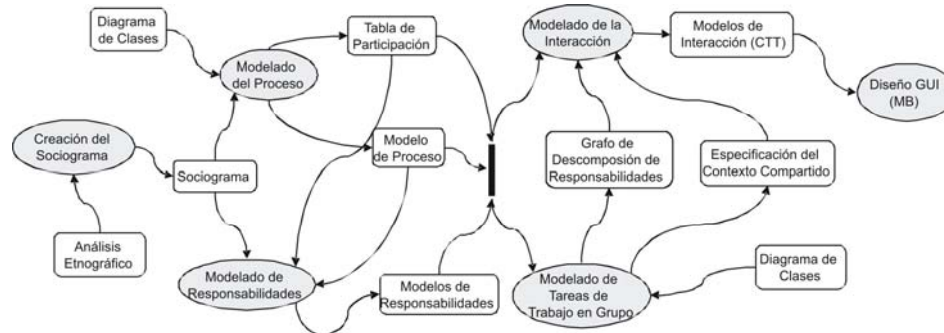 Diagrama
de Clases
Tabla de
Participación
Modelado
del Proceso
Modelo
de Proceso
Creación del
Sociograma
Sociograma
Análisis
Etnográfico
Modelado de
Responsabilidades
Modelos de
Responsabilidades
Modelado de la
Interacción
Modelos de
Interacción (CTT)
Diseño GUI
(MB)
Grafo de
Descomposión de
Responsabilidades
Especificación del
Contexto Compartido
Modelado de
Tareas de
Trabajo en Grupo
Diagrama de
Clases